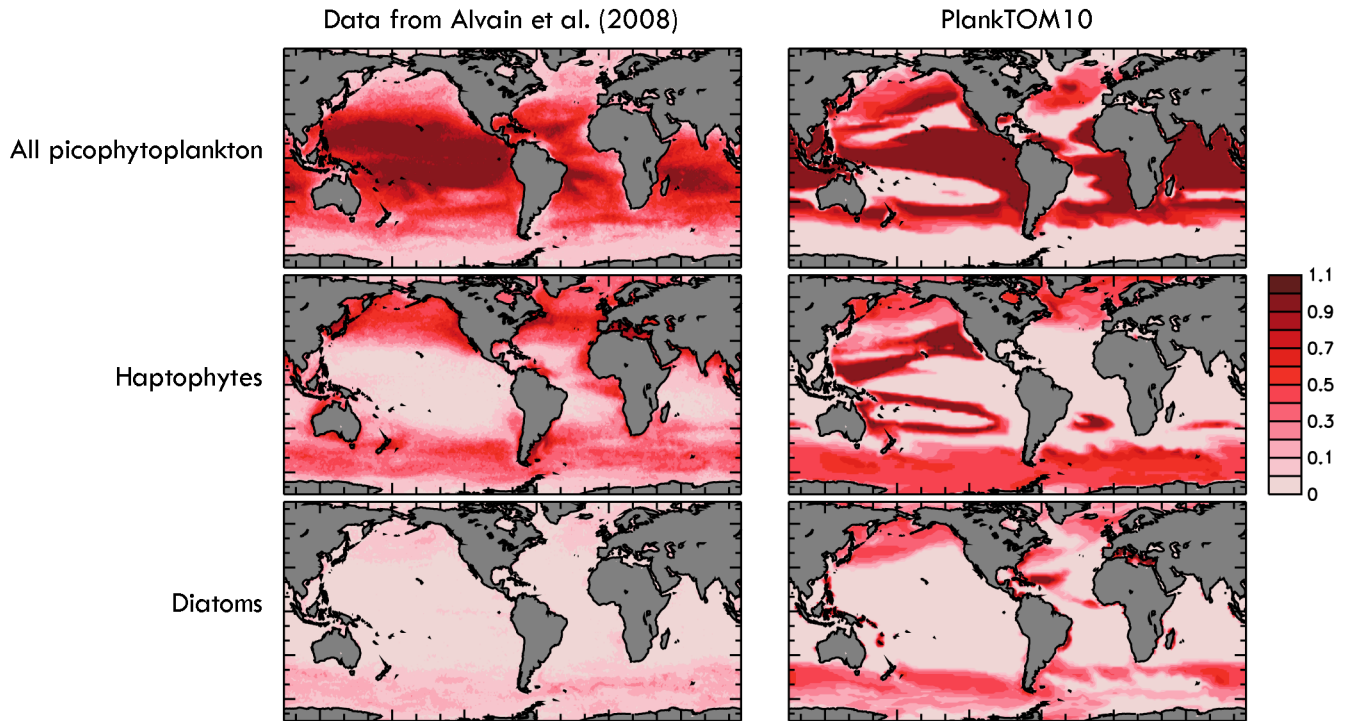 Data from Alvain et al. (2008)
PlankTOM10
All picophytoplankton
Haptophytes
1.1
0.9
0.7
0.5
0.3
0.1
0
Diatoms